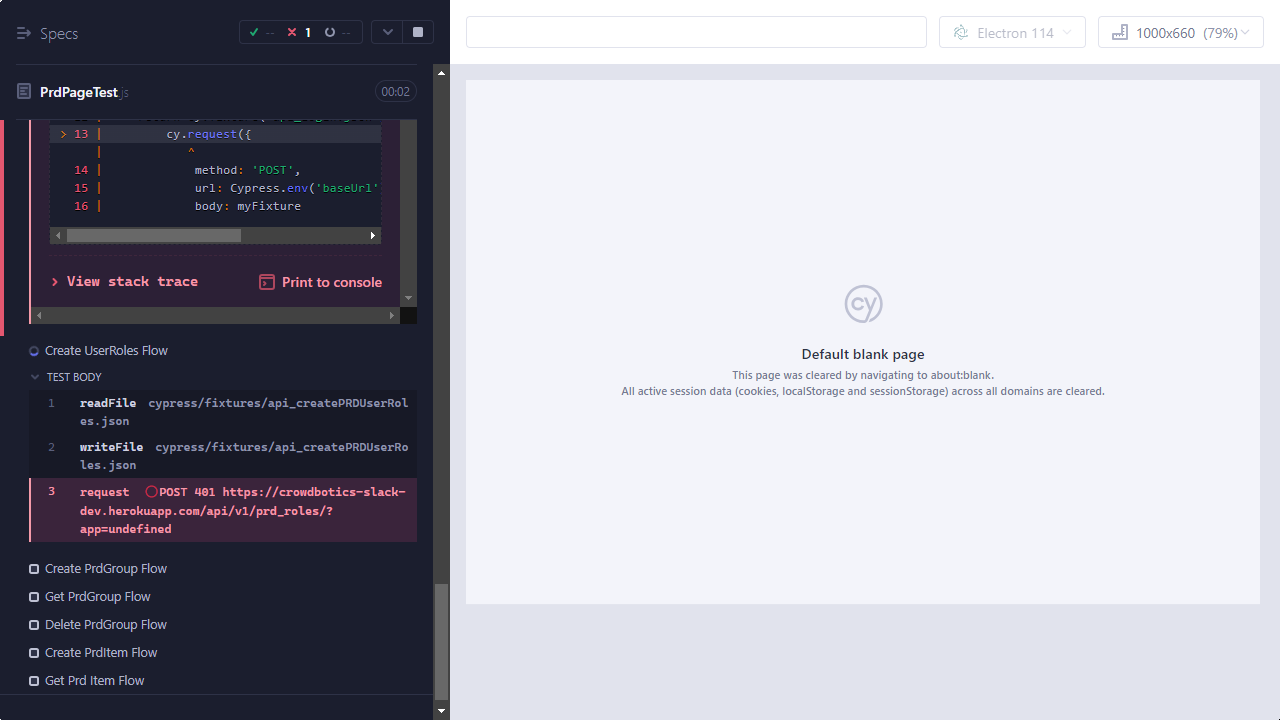 Specs
-- 1 --
PrdPageTest.js
00:02
> 13 | cy.request({
| ^
14 | method: 'POST',
15 | url: Cypress.env('baseUrl'
16 | body: myFixture
View stack trace
Print to console
Create UserRoles Flow
TEST BODY
1 readFile cypress/fixtures/api_createPRDUserRol
es.json
2 writeFile cypress/fixtures/api_createPRDUserRo
les.json
3 request POST 401 https://crowdbotics-slack-
dev.herokuapp.com/api/v1/prd_roles/?
app=undefined
Create PrdGroup Flow
Get PrdGroup Flow
Delete PrdGroup Flow
Create PrdItem Flow
Get Prd Item Flow
Electron 114
1000x660 (79%)
cy
Default blank page
This page was cleared by navigating to about:blank.
All active session data (cookies, localStorage and sessionStorage) across all domains are cleared.